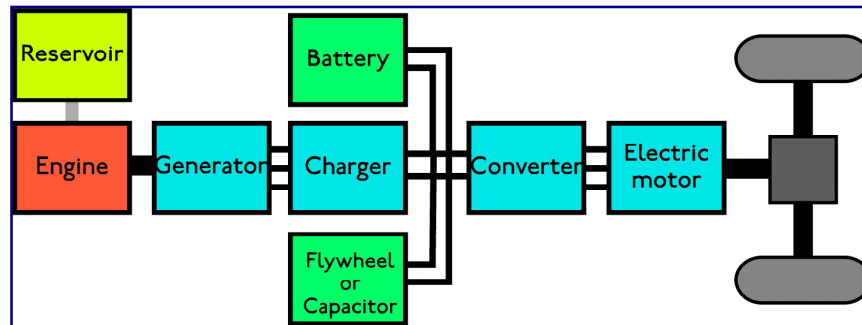 Reservoir
Battery
Engine
Generator
Charger
Converter
Electric
motor
Flywheel
or
Capacitor